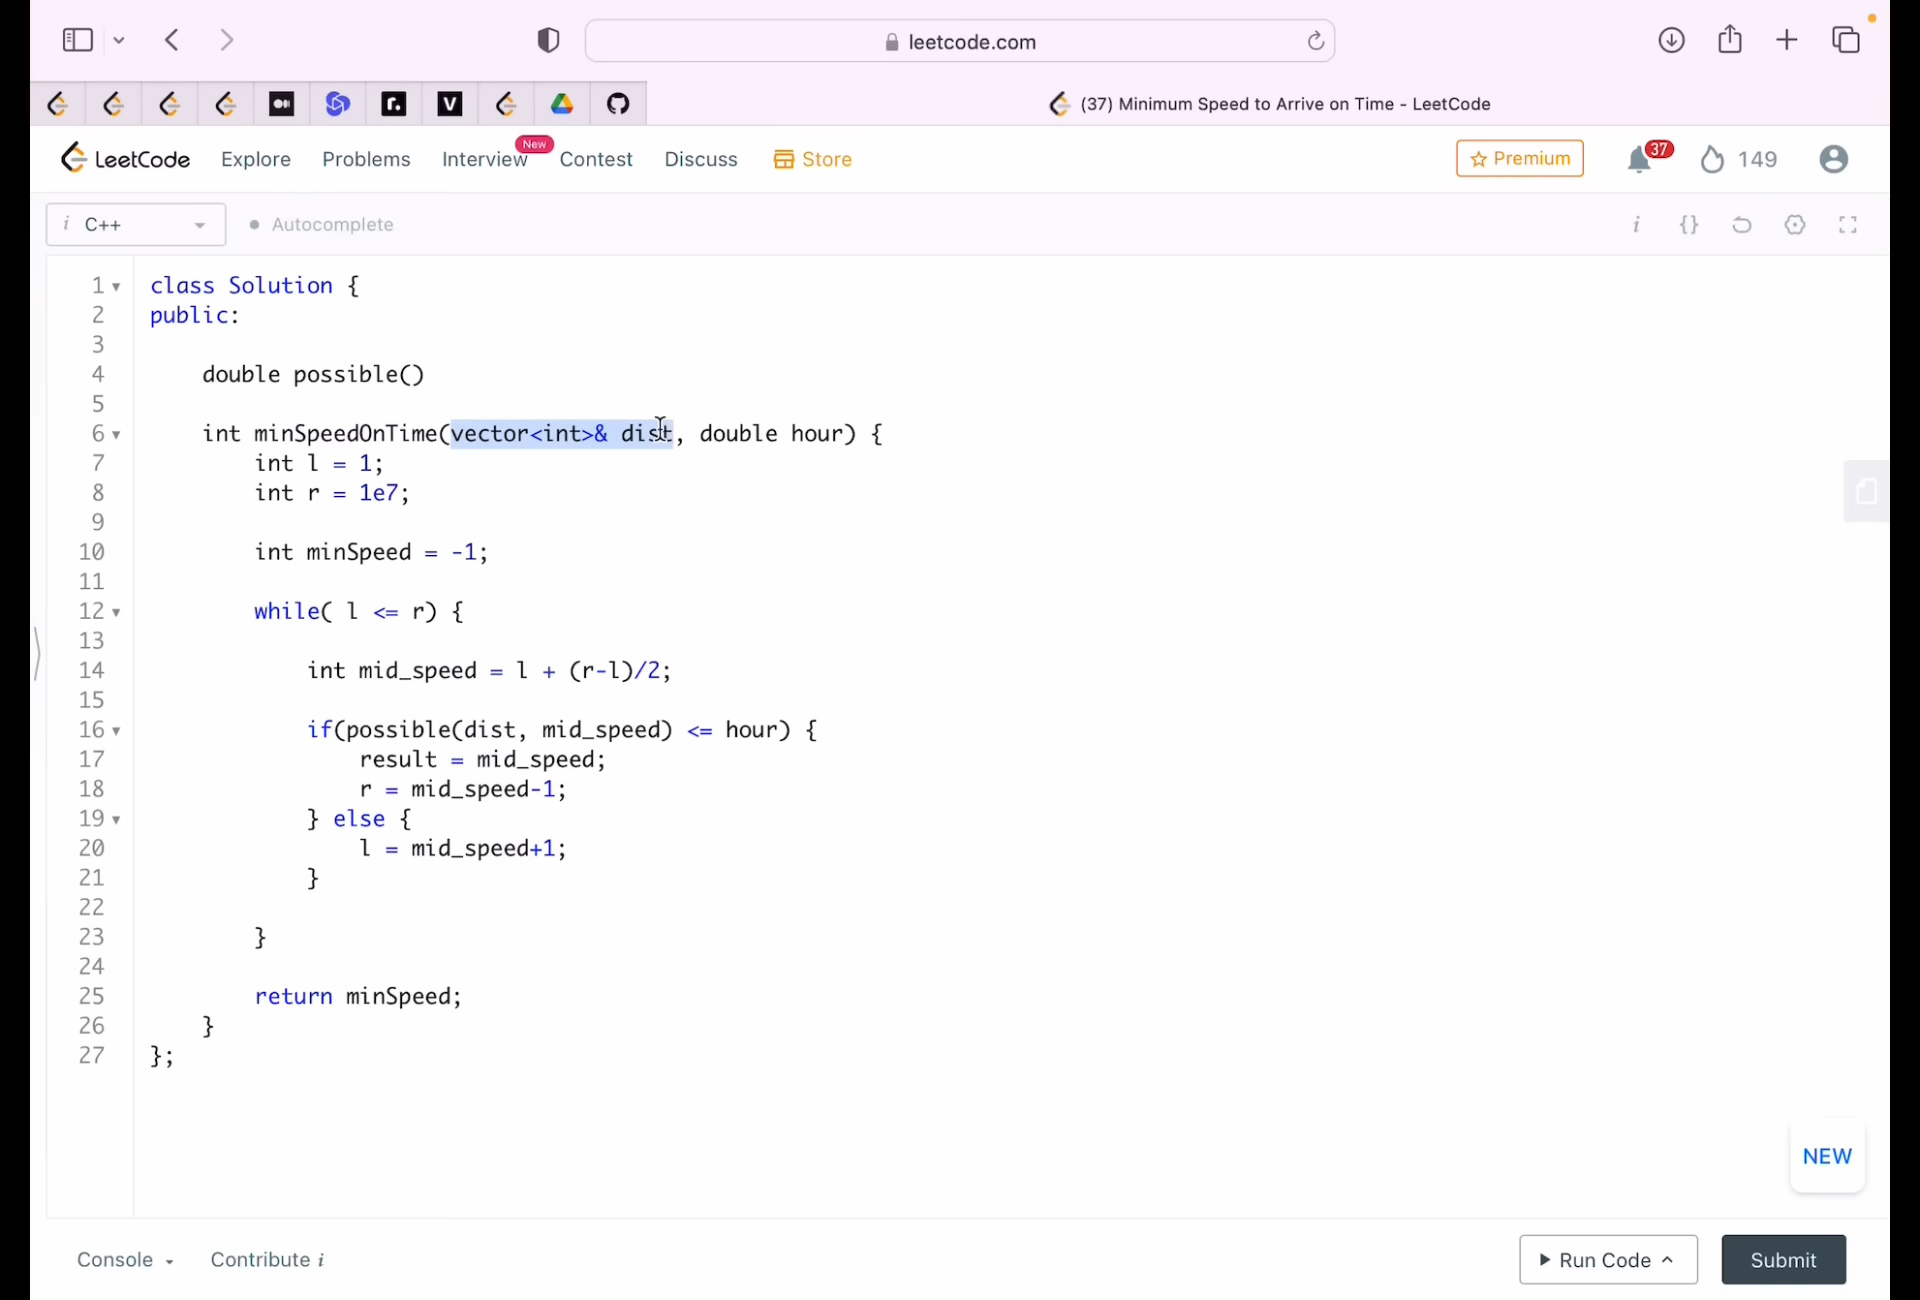 leetcode.com
(37) Minimum Speed to Arrive on Time - LeetCode
LeetCode Explore Problems Interview New Contest Discuss Store Premium 37 149
i C++ Autocomplete i {}
1 class Solution {
2 public:
3
4 double possible()
5
6 int minSpeedOnTime(vector<int>& dist, double hour) {
7 int l = 1;
8 int r = 1e7;
9
10 int minSpeed = -1;
11
12 while( l <= r) {
13
14 int mid_speed = l + (r-l)/2;
15
16 if(possible(dist, mid_speed) <= hour) {
17 result = mid_speed;
18 r = mid_speed-1;
19 } else {
20 l = mid_speed+1;
21 }
22
23 }
24
25 return minSpeed;
26 }
27 };
NEW
Console Contribute i Run Code Submit